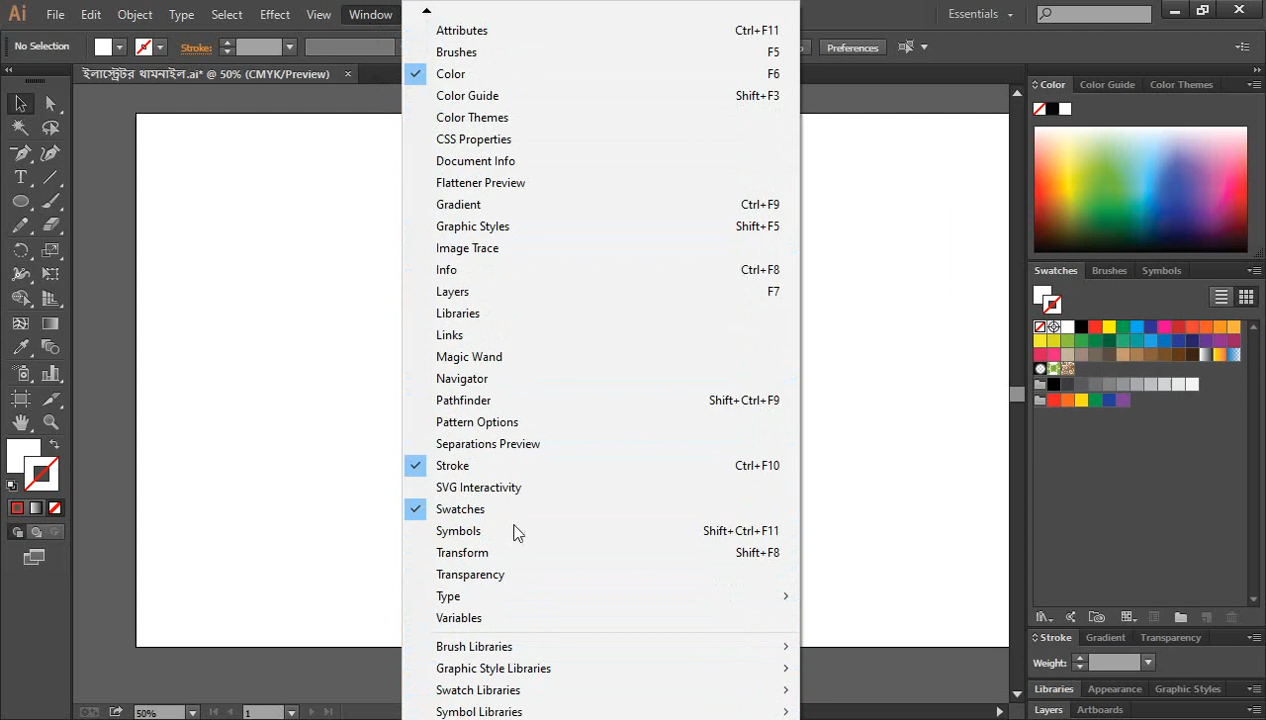 Ai File Edit Object Type Select Effect View Window Essentials
No Selection Stroke: Preferences
ইলাস্ট্রেটর থামনাইল.ai* @ 50% (CMYK/Preview) ×
Attributes Ctrl+F11
Brushes F5
Color F6
Color Guide Shift+F3
Color Themes
CSS Properties
Document Info
Flattener Preview
Gradient Ctrl+F9
Graphic Styles Shift+F5
Image Trace
Info Ctrl+F8
Layers F7
Libraries
Links
Magic Wand
Navigator
Pathfinder Shift+Ctrl+F9
Pattern Options
Separations Preview
Stroke Ctrl+F10
SVG Interactivity
Swatches
Symbols Shift+Ctrl+F11
Transform Shift+F8
Transparency
Type
Variables
Brush Libraries
Graphic Style Libraries
Swatch Libraries
Symbol Libraries
Color Color Guide Color Themes
Swatches Brushes Symbols
Stroke Gradient Transparency
Weight:
Libraries Appearance Graphic Styles
Layers Artboards
50% 1